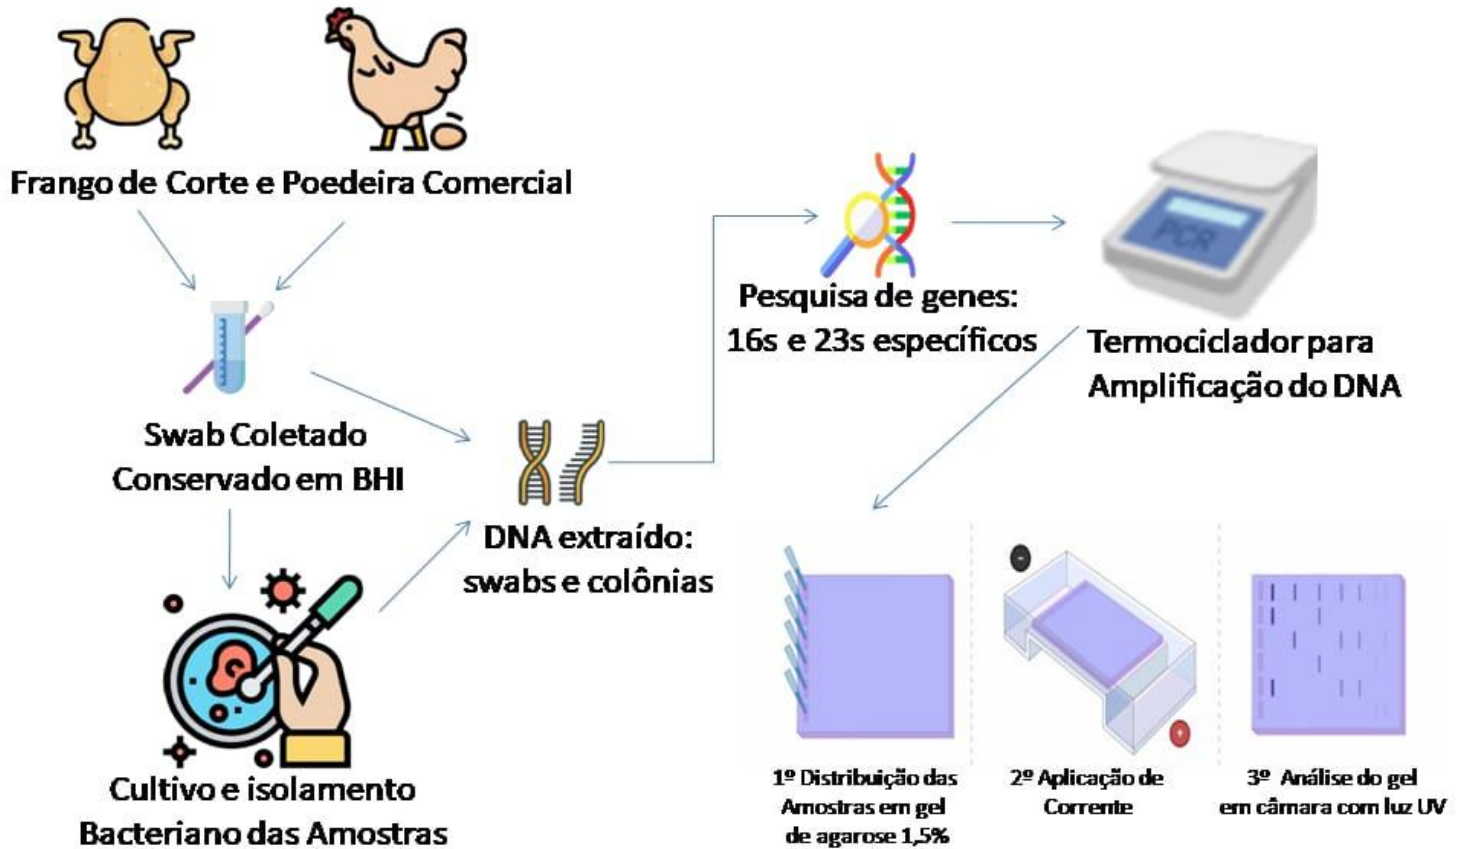 Frango de Corte e Poedeira Comercial
Swab Coletado
Conservado em BHI
Cultivo e isolamento
Bacteriano das Amostras
DNA extraído:
swabs e colônias
Pesquisa de genes:
16s e 23s específicos
PCR
Termociclador para
Amplificação do DNA
1º Distribuição das
Amostras em gel
de agarose 1,5%
2º Aplicação de
Corrente
3º Análise do gel
em câmara com luz UV